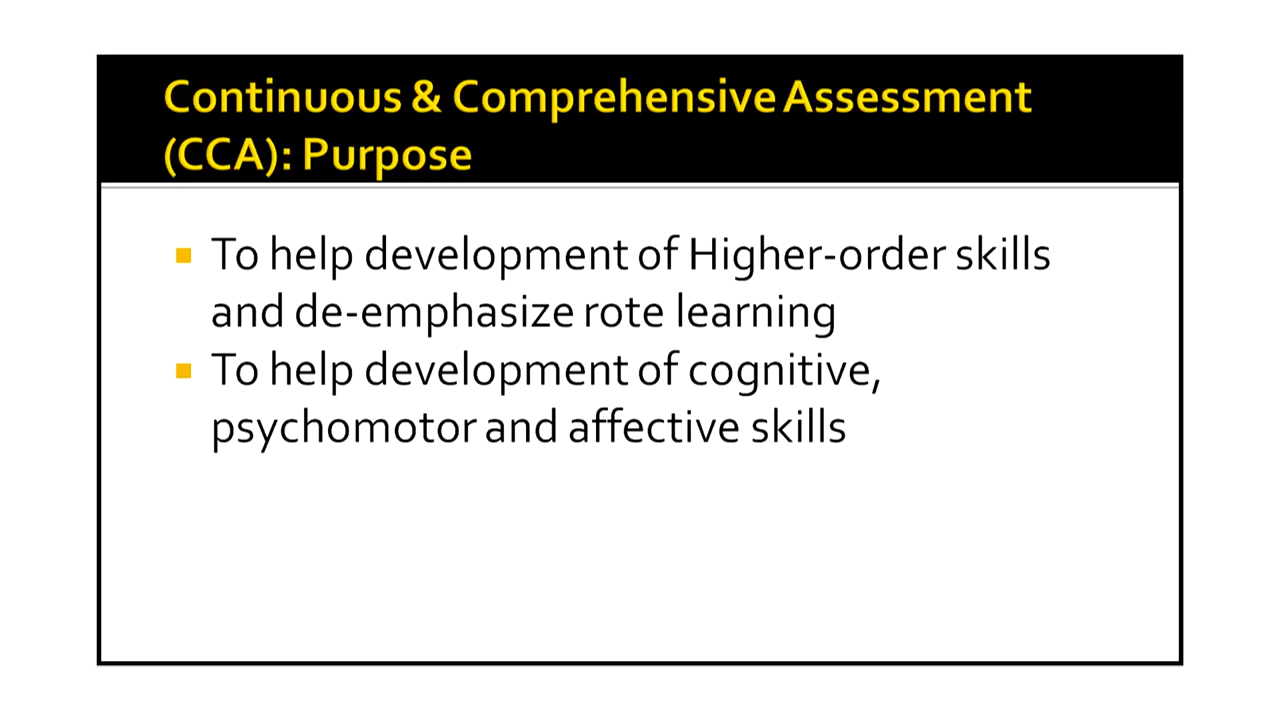 Continuous & Comprehensive Assessment
(CCA): Purpose
To help development of Higher-order skills
and de-emphasize rote learning
To help development of cognitive,
psychomotor and affective skills